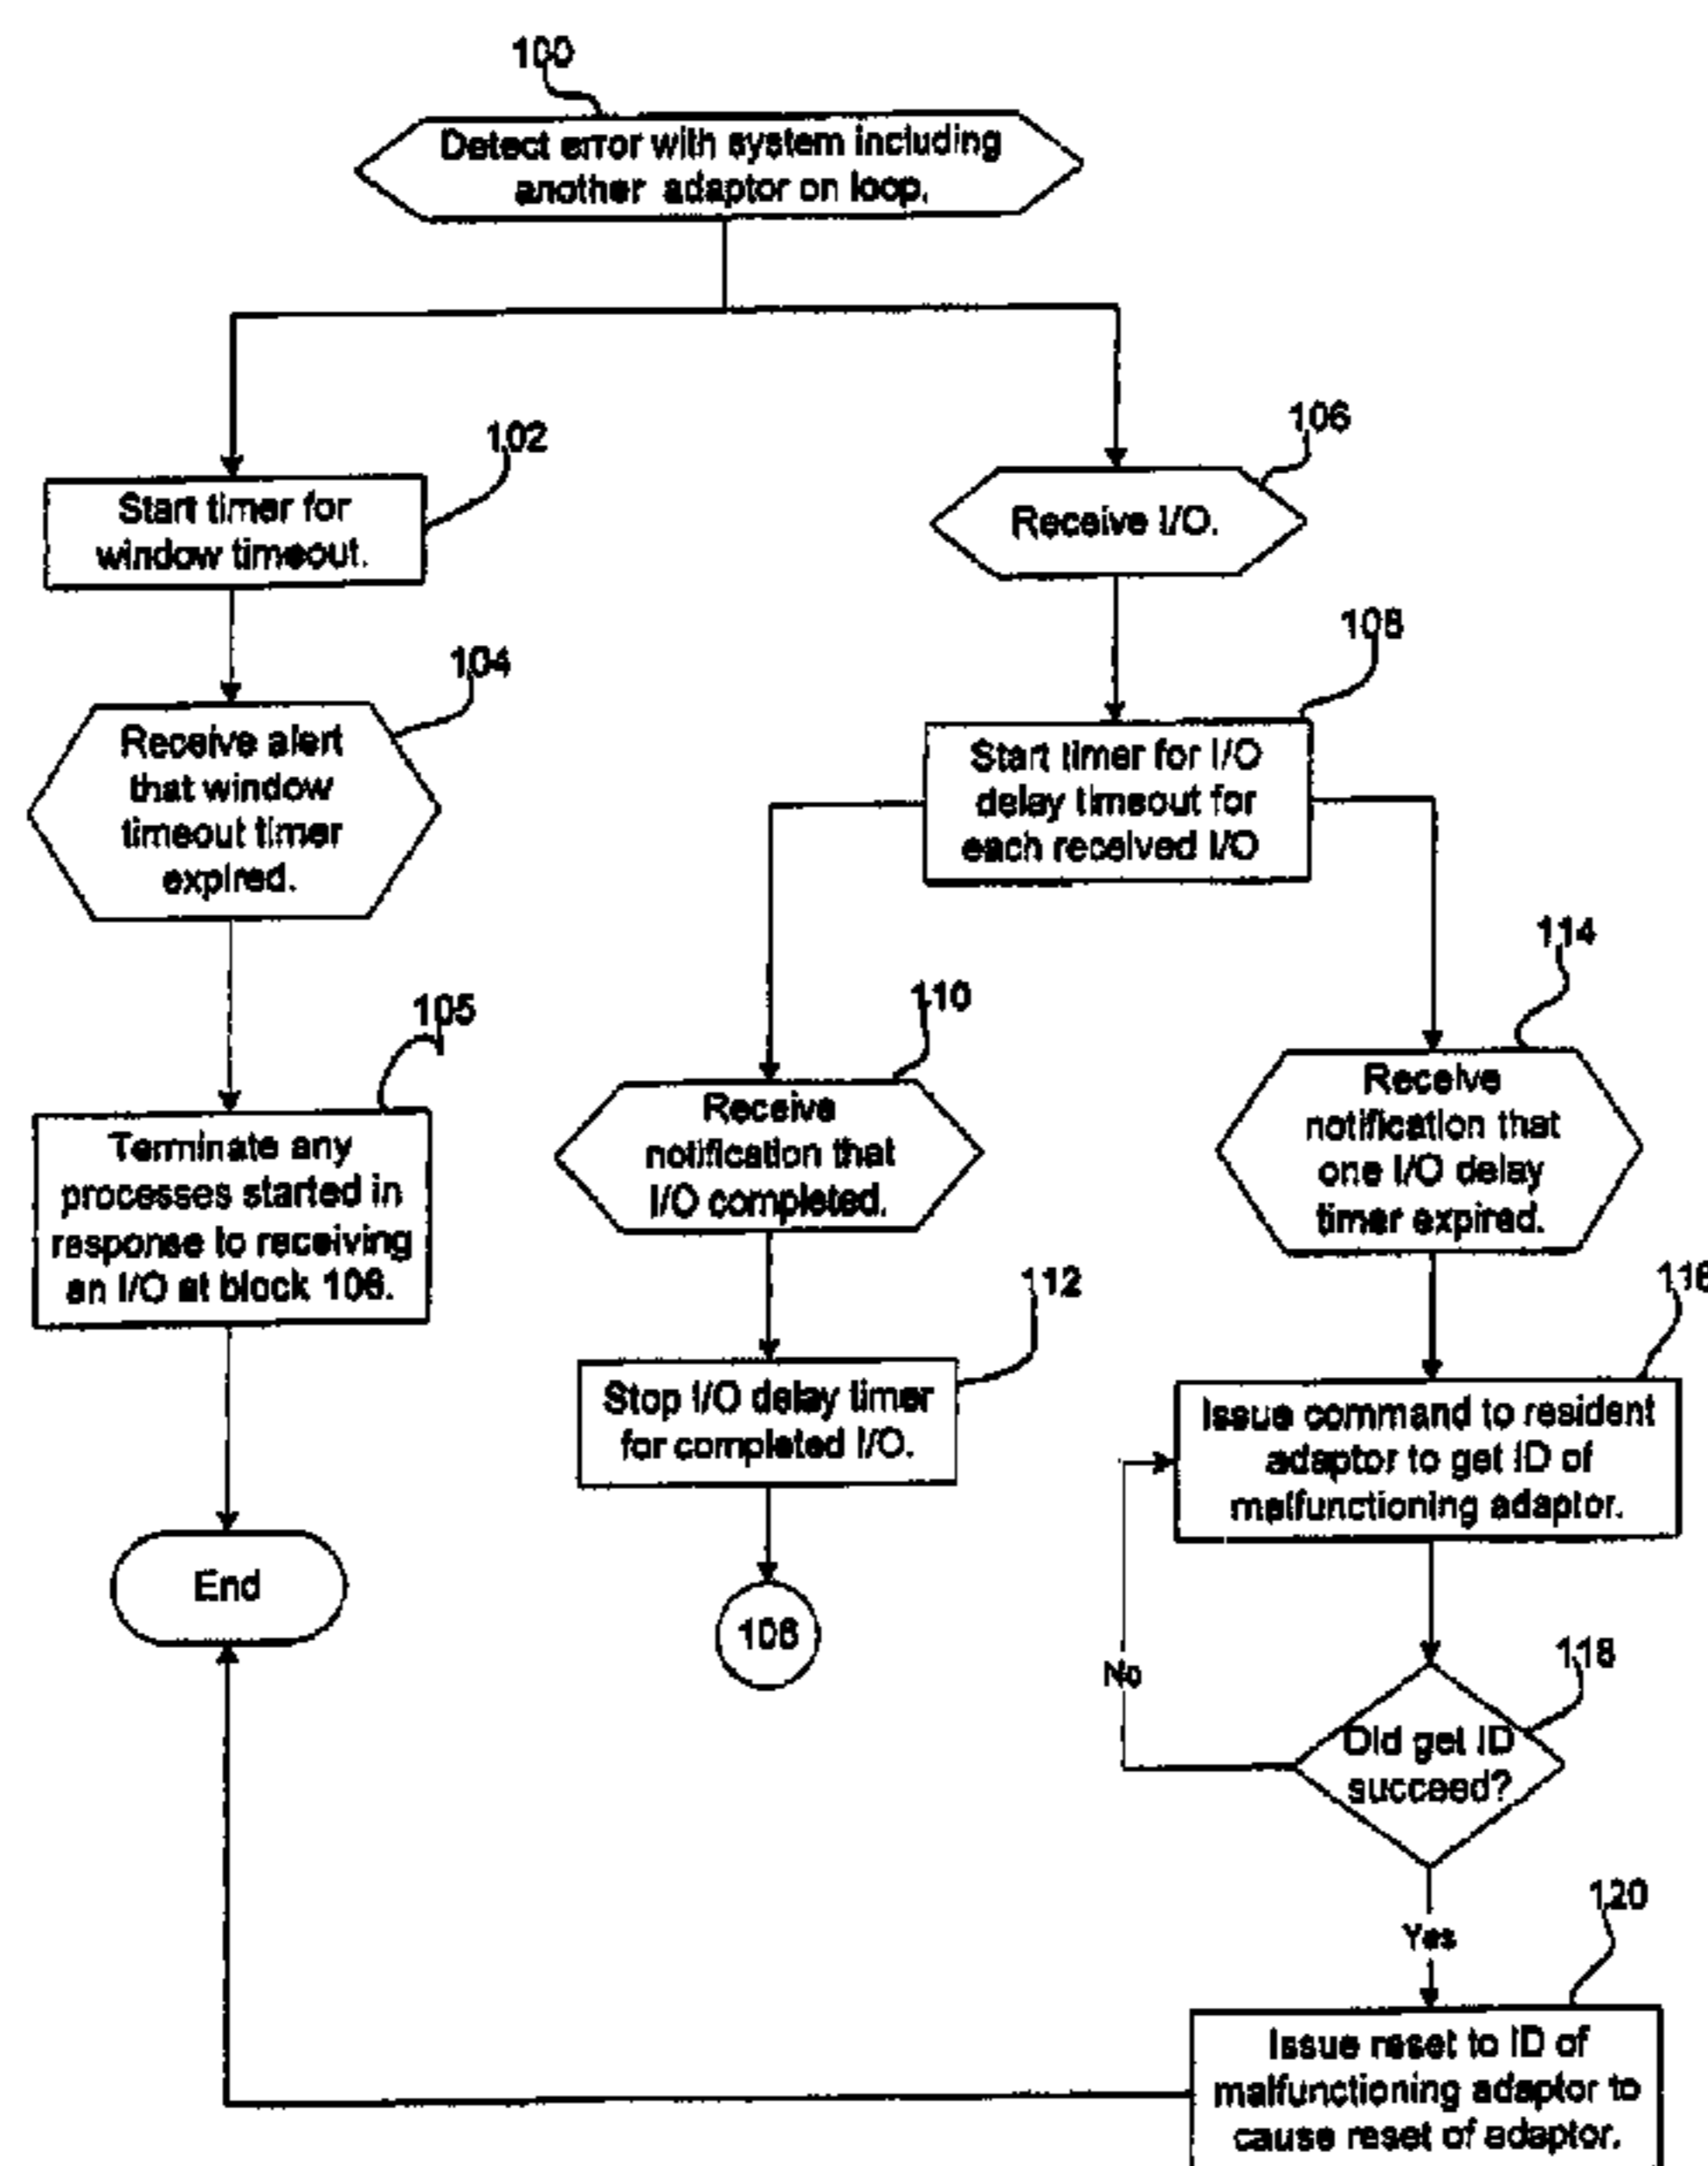 100
Detect error with system including
another adaptor on loop.
102
Start timer for
window timeout.
104
Receive alert
that window
timeout timer
expired.
105
Terminate any
processes started in
response to receiving
an I/O at block 106.
End
106
Receive I/O.
108
Start timer for I/O
delay timeout for
each received I/O
110
Receive
notification that
I/O completed.
112
Stop I/O delay timer
for completed I/O.
106
114
Receive
notification that
one I/O delay
timer expired.
116
Issue command to resident
adaptor to get ID of
malfunctioning adaptor.
No
118
Did get ID
succeed?
Yes
120
Issue reset to ID of
malfunctioning adaptor to
cause reset of adaptor.